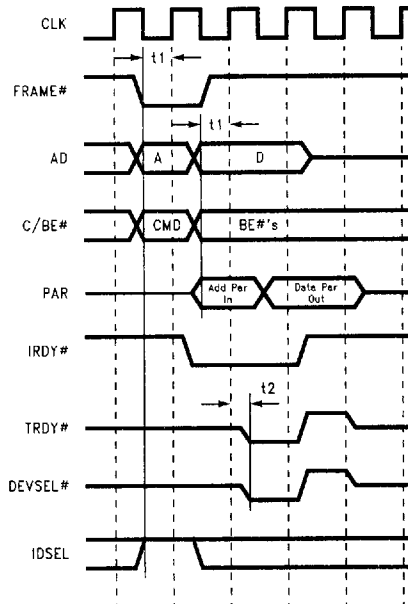 CLK
t1
FRAME#
t1
AD
A
D
C/BE#
CMD
BE#'s
PAR
Add Par
In
Date Par
Out
IRDY#
t2
TRDY#
DEVSEL#
IDSEL